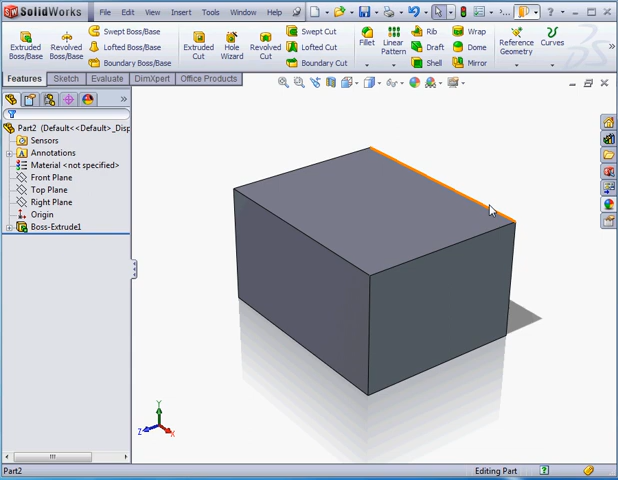 SolidWorks File Edit View Insert Tools Window Help
Extruded Boss/Base
Revolved Boss/Base
Swept Boss/Base
Lofted Boss/Base
Boundary Boss/Base
Extruded Cut
Hole Wizard
Revolved Cut
Swept Cut
Lofted Cut
Boundary Cut
Fillet
Linear Pattern
Rib
Draft
Shell
Wrap
Dome
Mirror
Reference Geometry
Curves
Features Sketch Evaluate DimXpert Office Products
Part2 (Default<<Default>_Disp
Sensors
Annotations
Material <not specified>
Front Plane
Top Plane
Right Plane
Origin
Boss-Extrude1
Y
Z
X
Part2 Editing Part